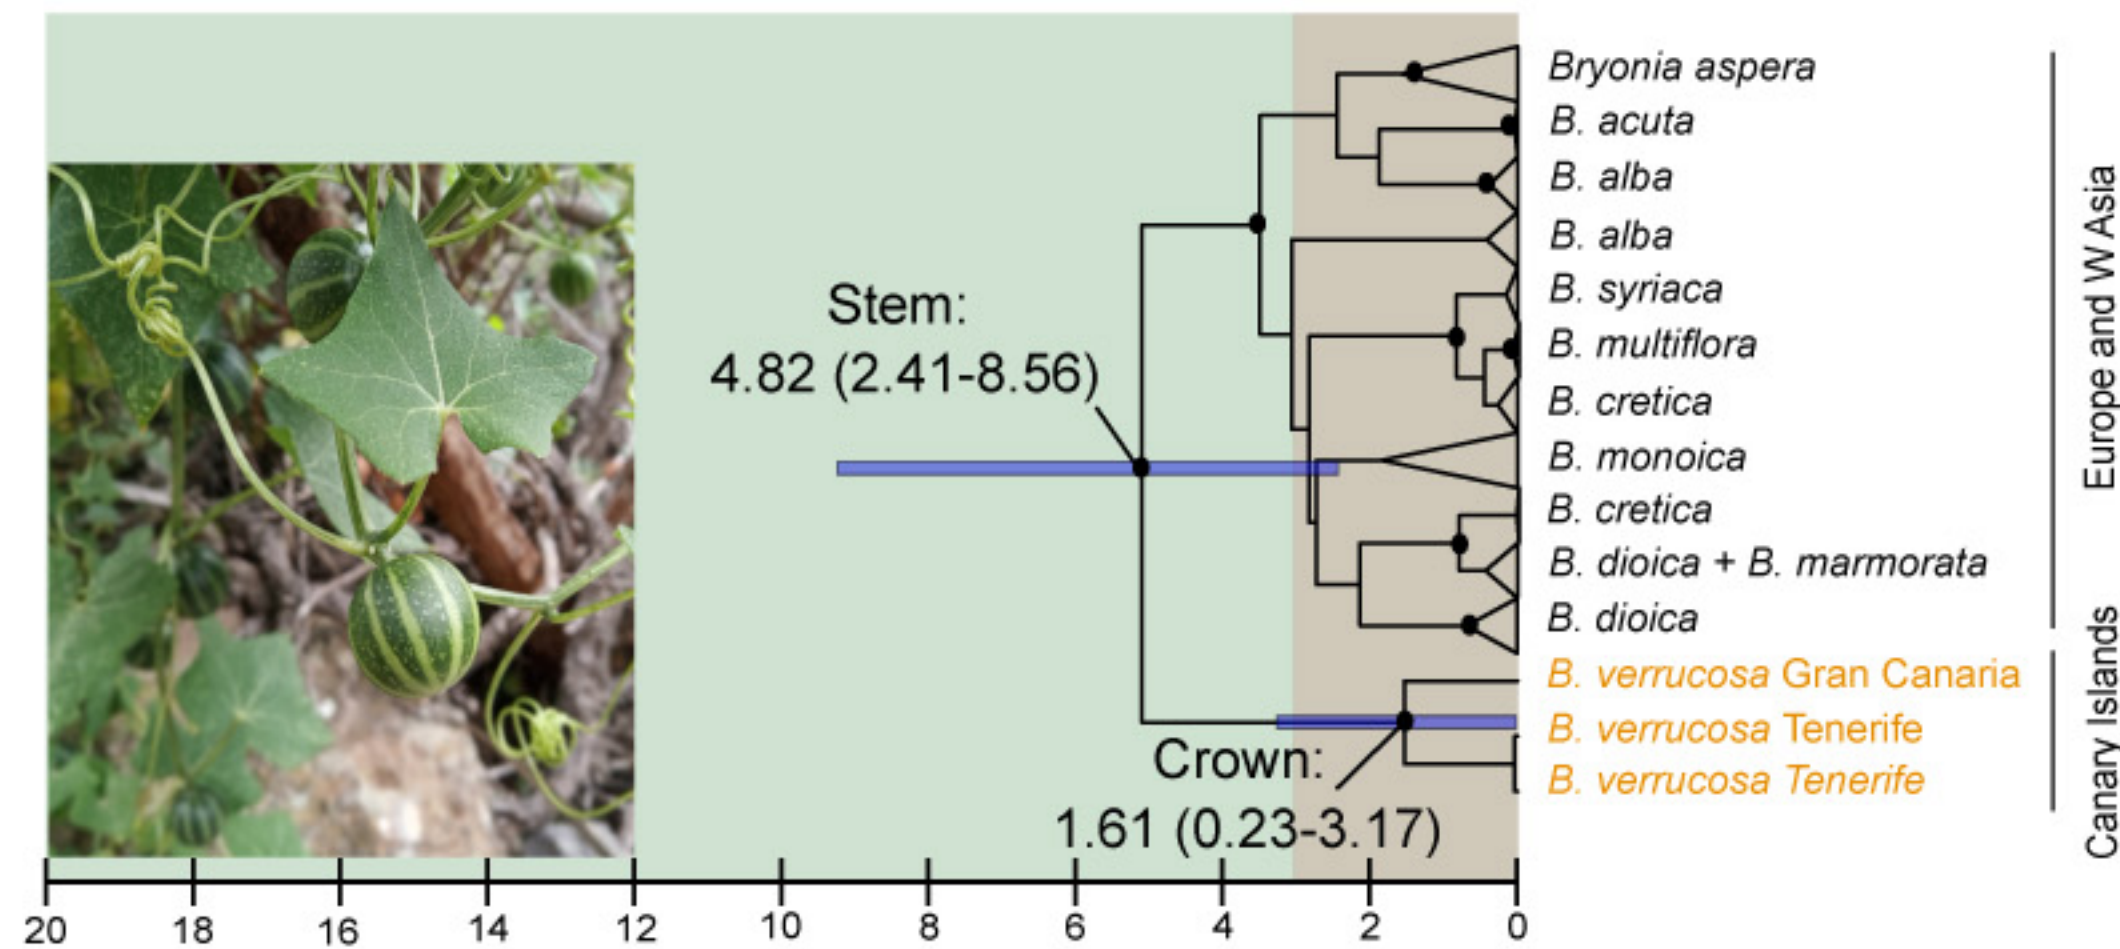 Bryonia aspera
B. acuta
B. alba
B. alba
B. syriaca
B. multiflora
B. cretica
B. monoica
B. cretica
B. dioica + B. marmorata
B. dioica
B. verrucosa Gran Canaria
B. verrucosa Tenerife
B. verrucosa Tenerife
Europe and W Asia
Canary Islands
Stem:
4.82 (2.41-8.56)
Crown:
1.61 (0.23-3.17)
20 18 16 14 12 10 8 6 4 2 0